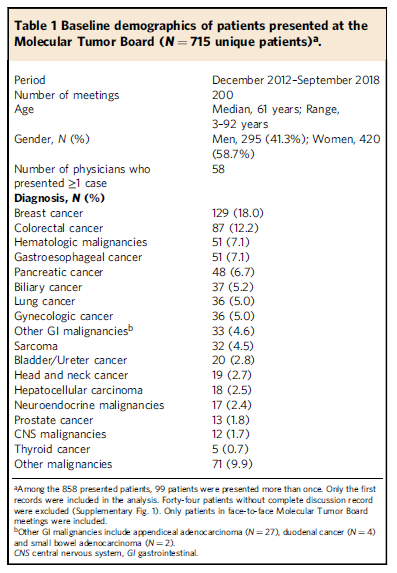 Table 1 Baseline demographics of patients presented at the
Molecular Tumor Board (N = 715 unique patients)a.
Period December 2012–September 2018
Number of meetings 200
Age Median, 61 years; Range,
3–92 years
Gender, N (%) Men, 295 (41.3%); Women, 420
(58.7%)
Number of physicians who 58
presented ≥1 case
Diagnosis, N (%)
Breast cancer 129 (18.0)
Colorectal cancer 87 (12.2)
Hematologic malignancies 51 (7.1)
Gastroesophageal cancer 51 (7.1)
Pancreatic cancer 48 (6.7)
Biliary cancer 37 (5.2)
Lung cancer 36 (5.0)
Gynecologic cancer 36 (5.0)
Other GI malignanciesb 33 (4.6)
Sarcoma 32 (4.5)
Bladder/Ureter cancer 20 (2.8)
Head and neck cancer 19 (2.7)
Hepatocellular carcinoma 18 (2.5)
Neuroendocrine malignancies 17 (2.4)
Prostate cancer 13 (1.8)
CNS malignancies 12 (1.7)
Thyroid cancer 5 (0.7)
Other malignancies 71 (9.9)
aAmong the 858 presented patients, 99 patients were presented more than once. Only the first
records were included in the analysis. Forty-four patients without complete discussion record
were excluded (Supplementary Fig. 1). Only patients in face-to-face Molecular Tumor Board
meetings were included.
bOther GI malignancies include appendiceal adenocarcinoma (N = 27), duodenal cancer (N = 4)
and small bowel adenocarcinoma (N = 2).
CNS central nervous system, GI gastrointestinal.